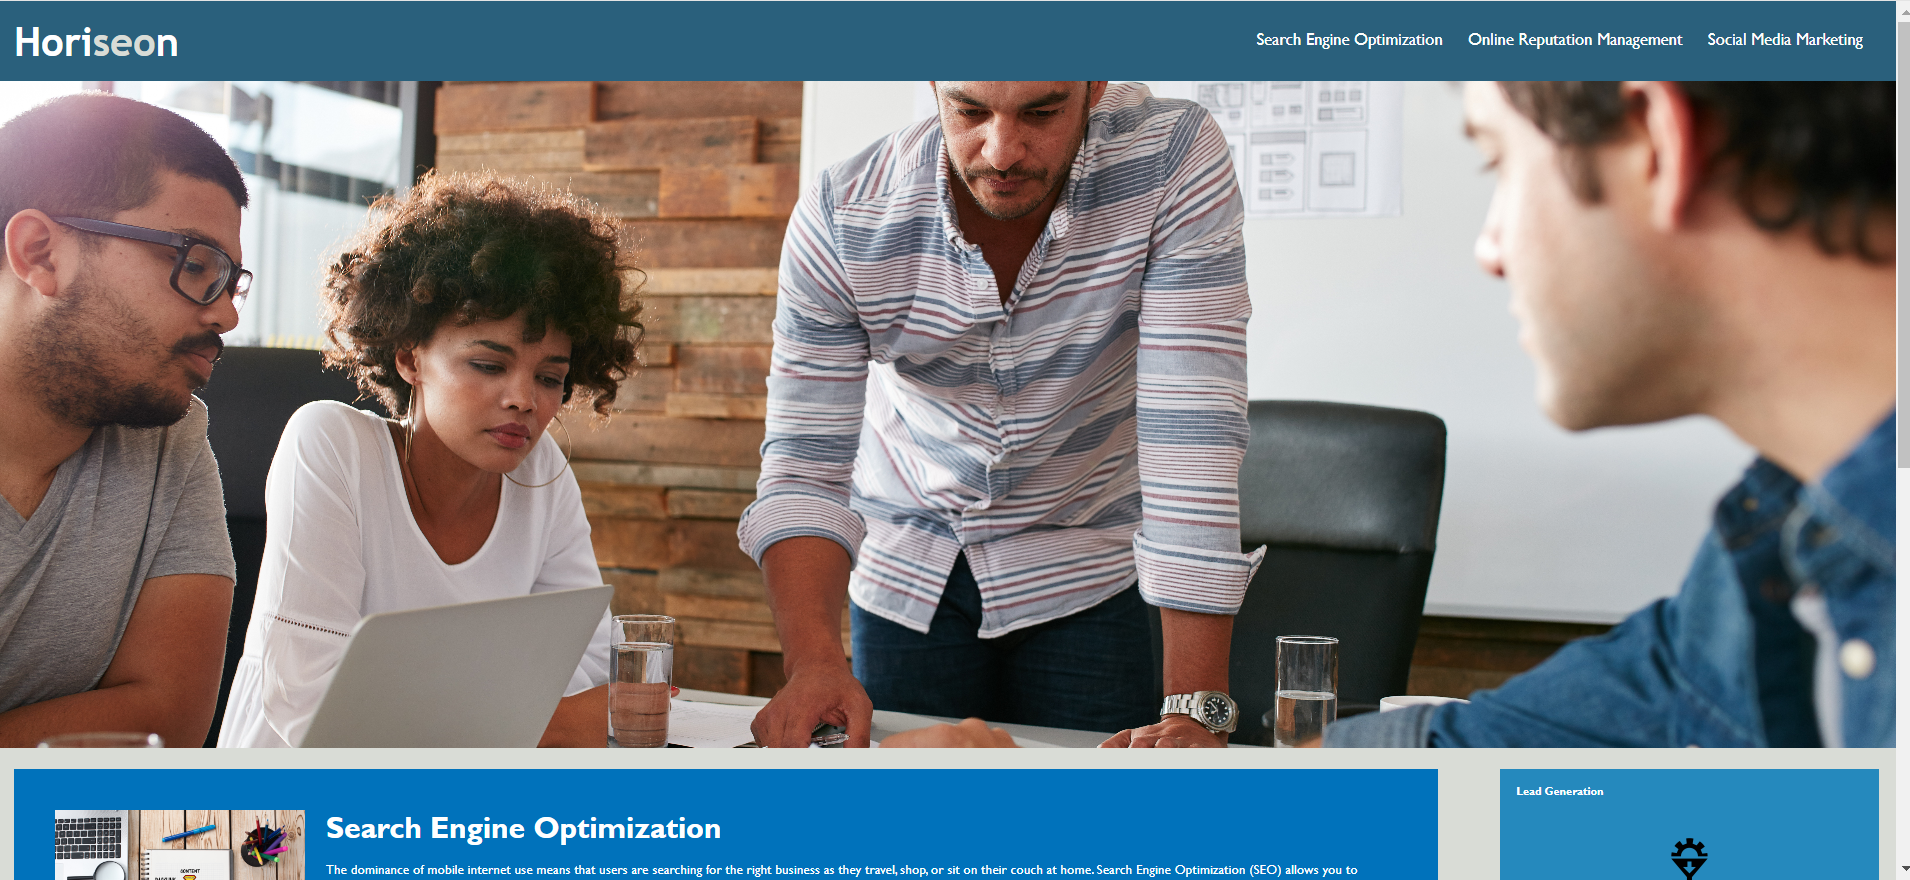 Horiseon
Search Engine Optimization Online Reputation Management Social Media Marketing
Search Engine Optimization
The dominance of mobile internet use means that users are searching for the right business as they travel, shop, or sit on their couch at home. Search Engine Optimization (SEO) allows you to
Lead Generation
CONTENT